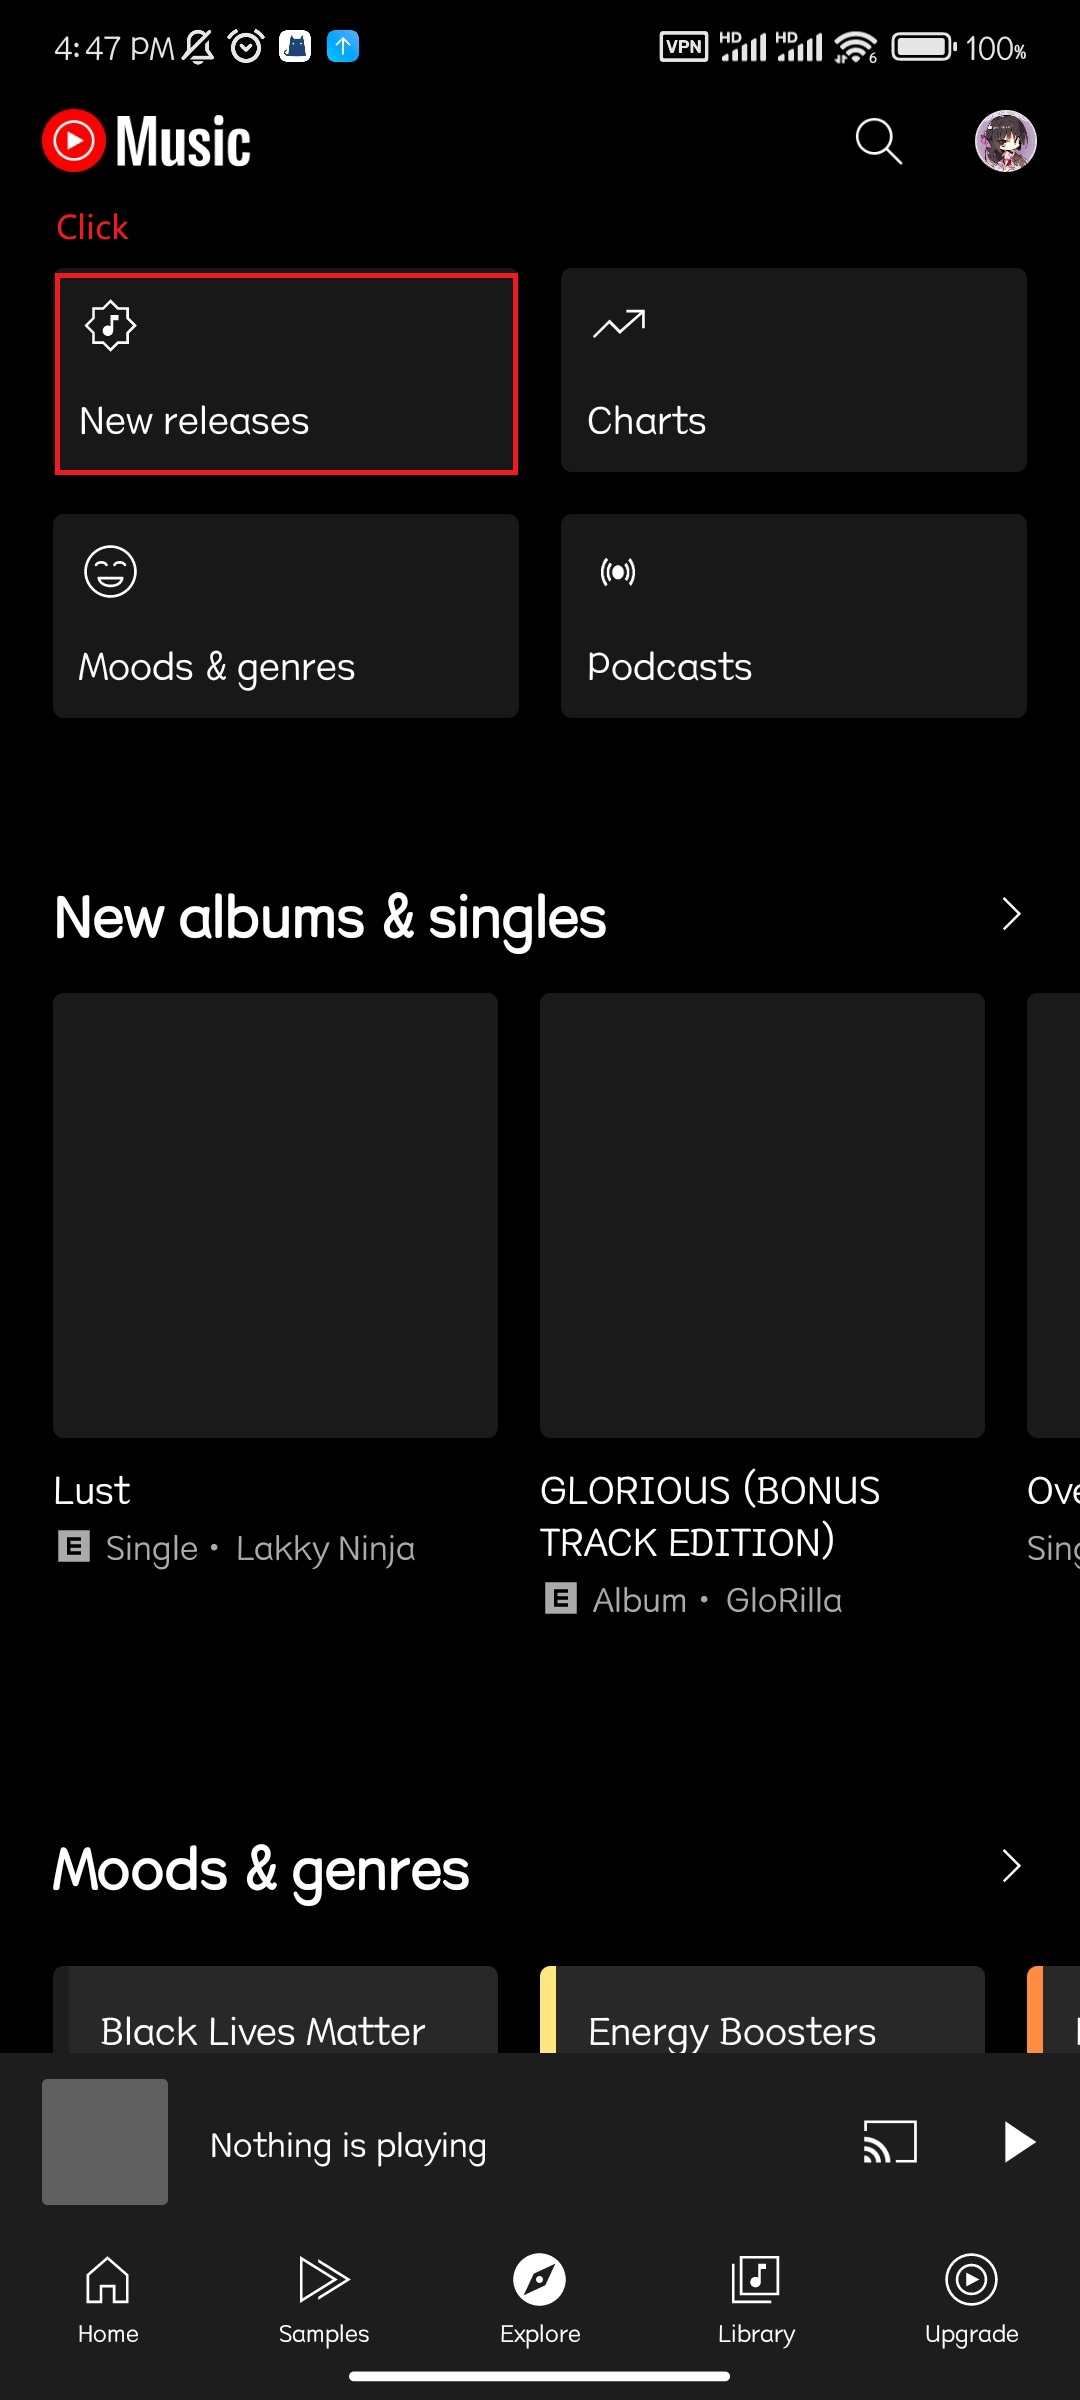 4:47 PM
VPN HD HD 6 100%
Music
Click
New releases
Charts
Moods & genres
Podcasts
New albums & singles
Lust
E Single • Lakky Ninja
GLORIOUS (BONUS
TRACK EDITION)
E Album • GloRilla
Ove
Sing
Moods & genres
Black Lives Matter
Energy Boosters
Nothing is playing
Home
Samples
Explore
Library
Upgrade